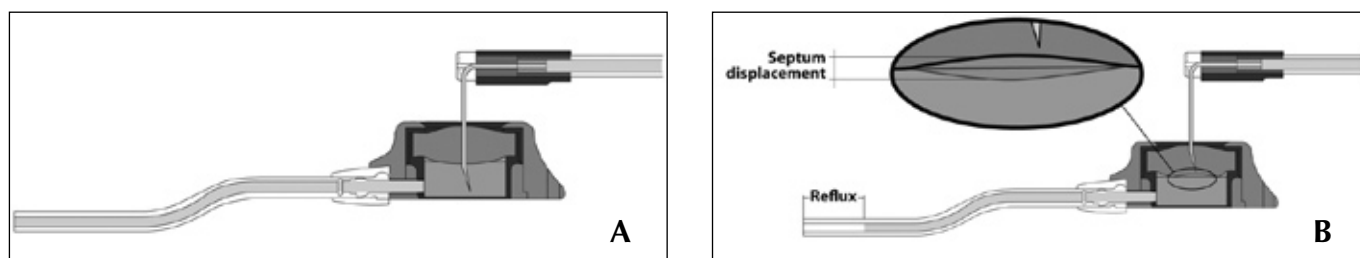 A
Septum
displacement
Reflux
B